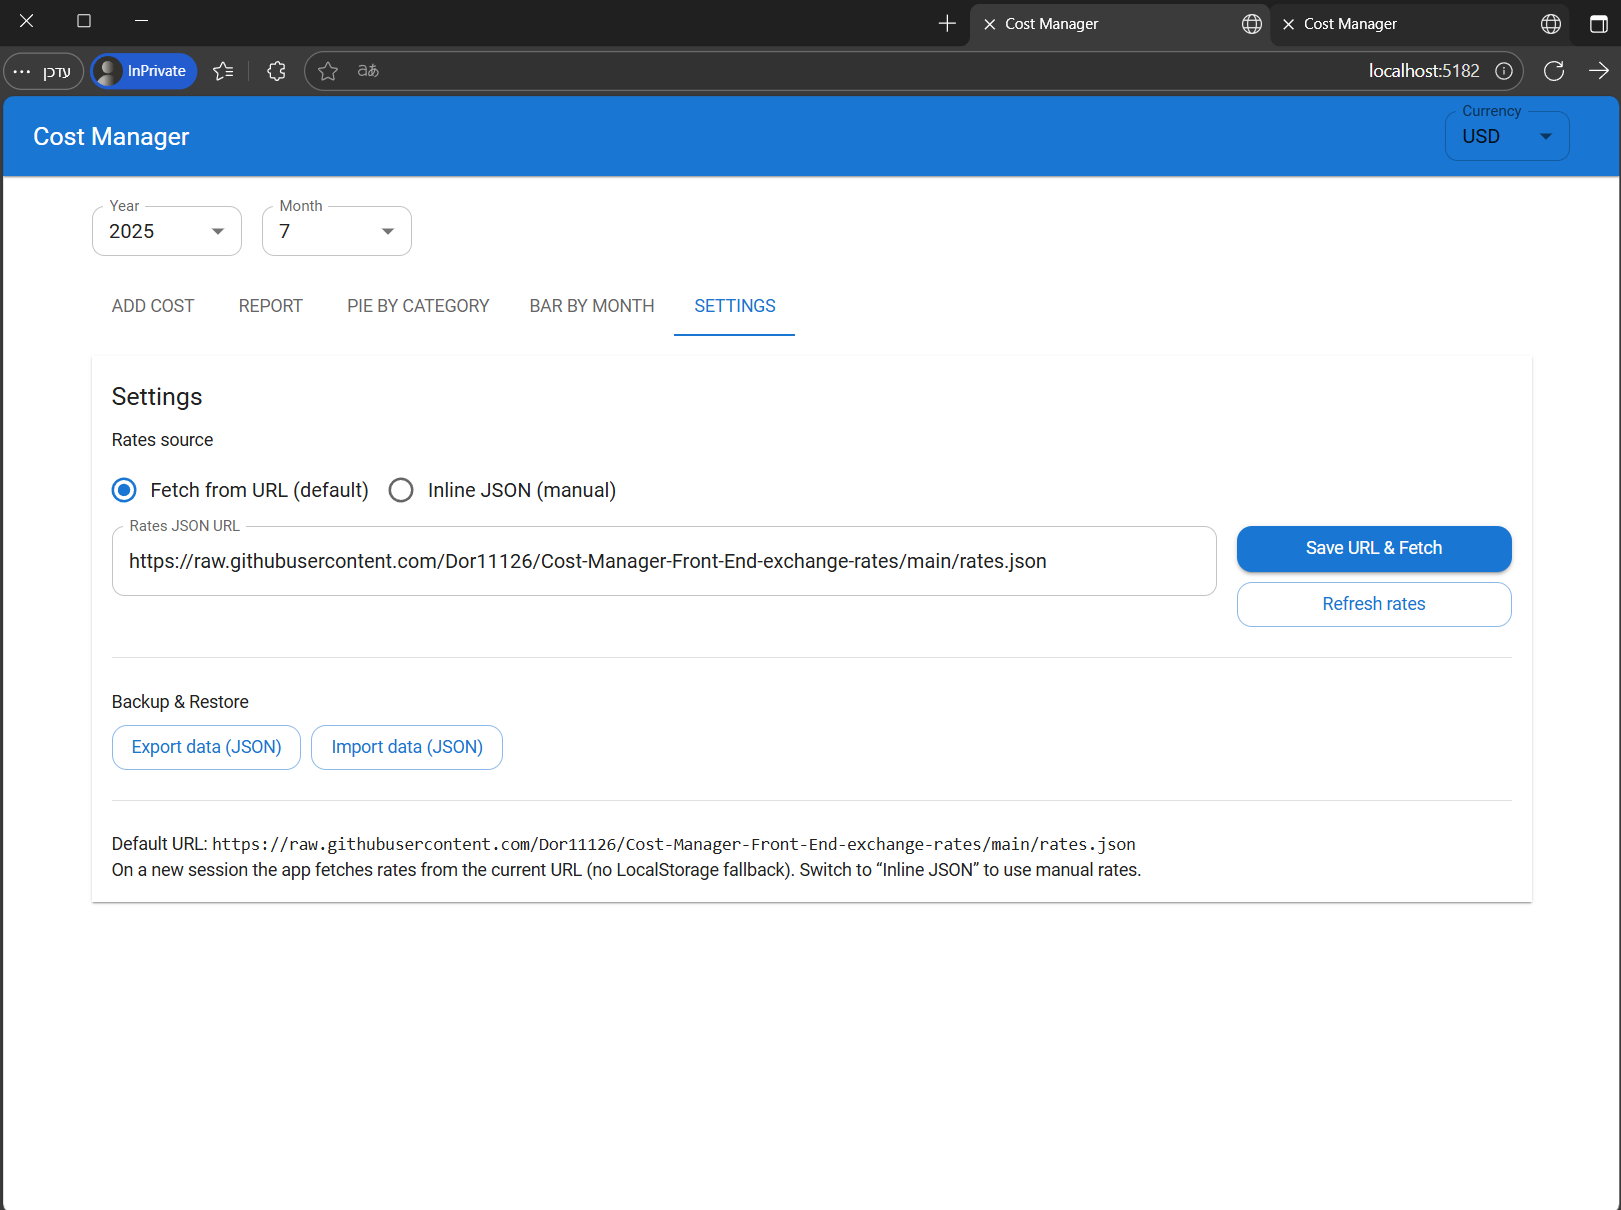 Cost Manager
Cost Manager
עדכן
InPrivate
aあ
localhost:5182
Cost Manager
Currency
USD
Year
2025
Month
7
ADD COST
REPORT
PIE BY CATEGORY
BAR BY MONTH
SETTINGS
Settings
Rates source
Fetch from URL (default)
Inline JSON (manual)
Rates JSON URL
https://raw.githubusercontent.com/Dor11126/Cost-Manager-Front-End-exchange-rates/main/rates.json
Save URL & Fetch
Refresh rates
Backup & Restore
Export data (JSON)
Import data (JSON)
Default URL: https://raw.githubusercontent.com/Dor11126/Cost-Manager-Front-End-exchange-rates/main/rates.json
On a new session the app fetches rates from the current URL (no LocalStorage fallback). Switch to “Inline JSON” to use manual rates.